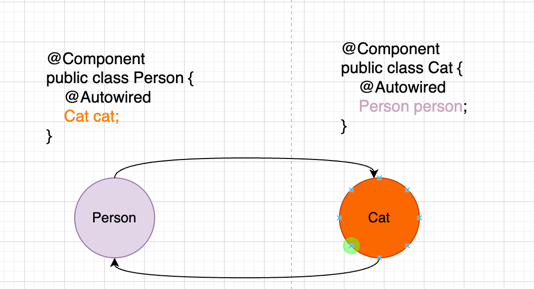 @Component
public class Person {
@Autowired
Cat cat;
}
@Component
public class Cat {
@Autowired
Person person;
}
Person
Cat